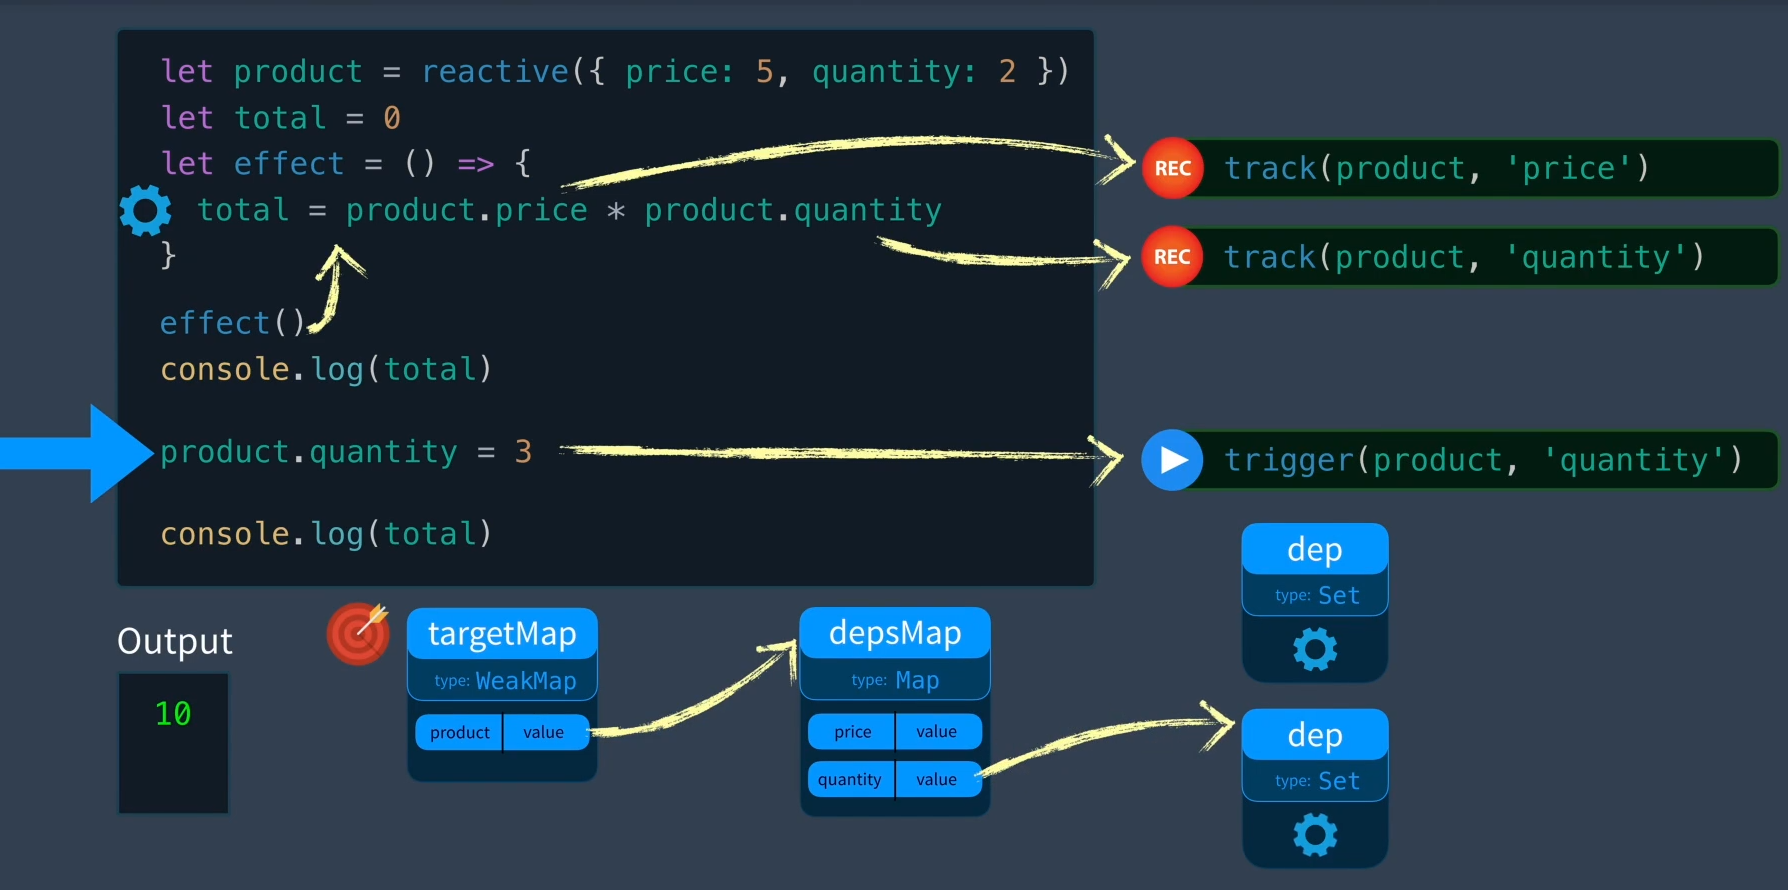 let product = reactive({ price: 5, quantity: 2 })
let total = 0
let effect = () => {
total = product.price * product.quantity
}
effect()
console.log(total)
product.quantity = 3
console.log(total)
REC track(product, 'price')
REC track(product, 'quantity')
trigger(product, 'quantity')
Output
10
targetMap
type: WeakMap
product value
depsMap
type: Map
price value
quantity value
dep
type: Set
dep
type: Set